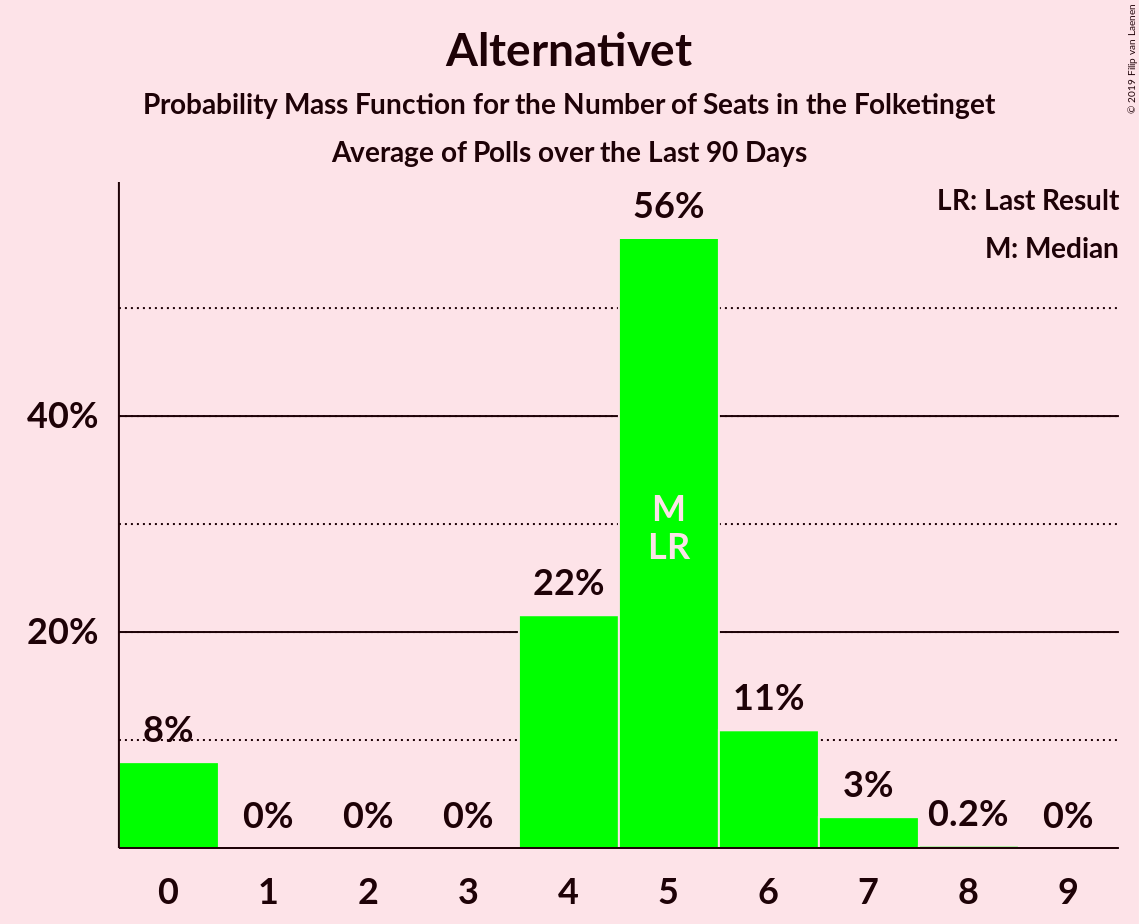 Alternativet
Probability Mass Function for the Number of Seats in the Folketinget
Average of Polls over the Last 90 Days
© 2019 Filip van Laenen
LR: Last Result
M: Median
56%
40%
M
LR
22%
20%
11%
8%
3%
0% 0% 0% 0.2% 0%
0 1 2 3 4 5 6 7 8 9